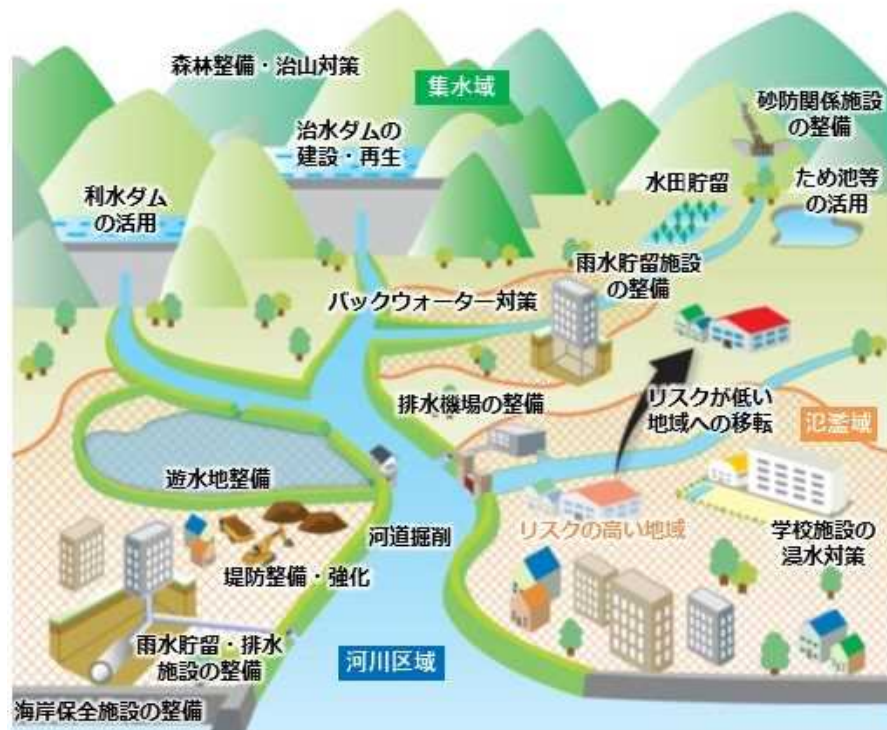 森林整備・治山対策
集水域
砂防関係施設
の整備
治水ダムの
建設・再生
水田貯留
ため池等
の活用
利水ダム
の活用
雨水貯留施設
の整備
バックウォーター対策
排水機場の整備
リスクが低い
地域への移転
氾濫域
遊水地整備
リスクの高い地域
学校施設の
浸水対策
河道掘削
堤防整備・強化
雨水貯留・排水
施設の整備
河川区域
海岸保全施設の整備